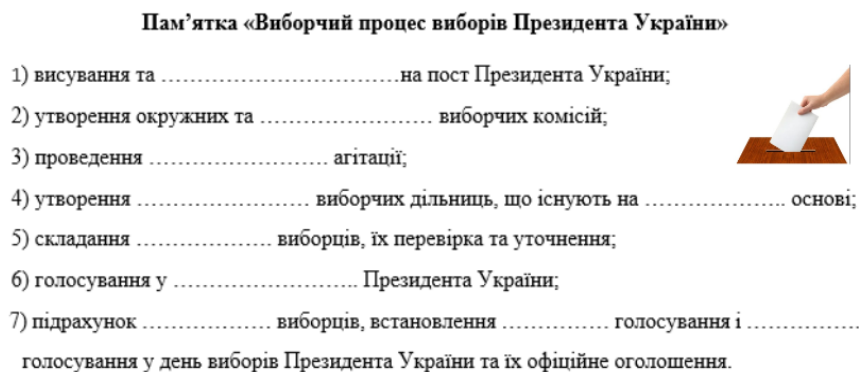 Пам’ятка «Виборчий процес виборів Президента України»
1) висування та ……………………………на пост Президента України;
2) утворення окружних та …………………… виборчих комісій;
3) проведення …………………… агітації;
4) утворення …………………… виборчих дільниць, що існують на ……………….. основі;
5) складання ………………. виборців, їх перевірка та уточнення;
6) голосування у …………………….. Президента України;
7) підрахунок ……………… виборців, встановлення …………… голосування і ……………
голосування у день виборів Президента України та їх офіційне оголошення.